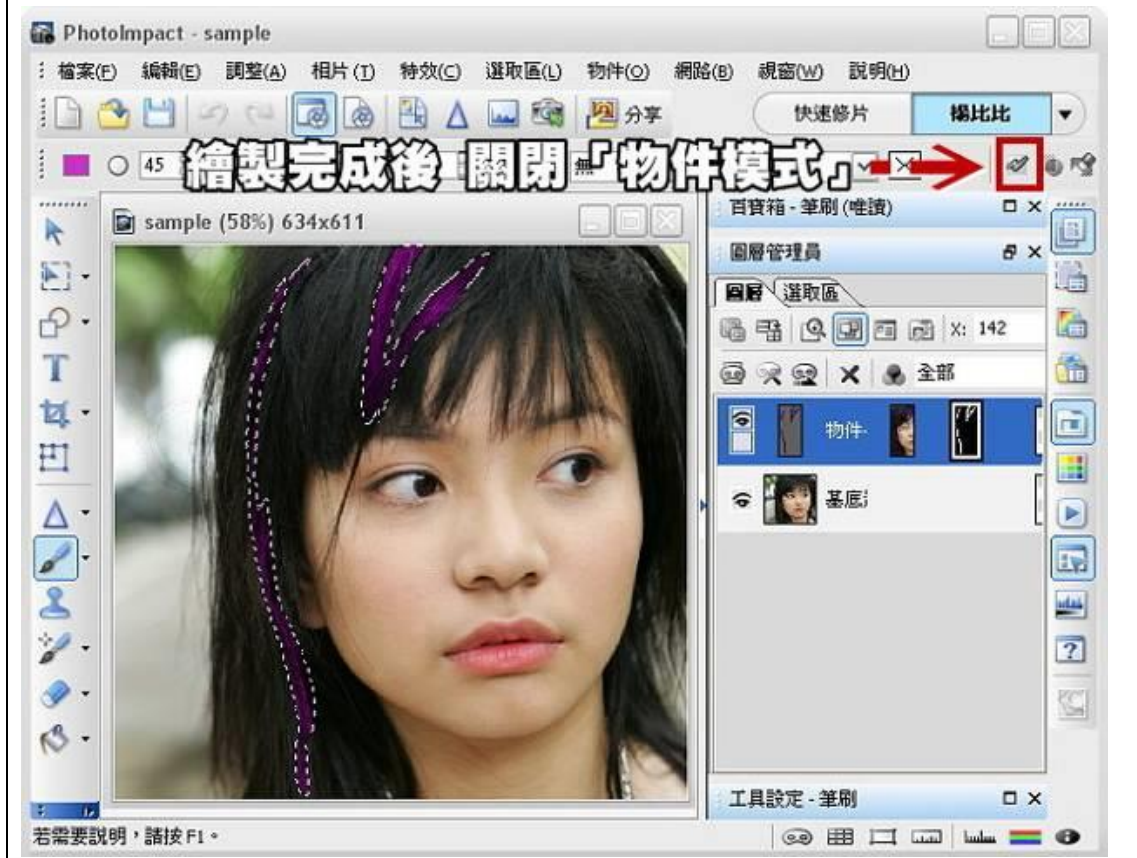 PhotoImpact - sample
檔案(F) 編輯(E) 調整(A) 相片(I) 特效(C) 選取區(L) 物件(O) 網路(B) 視窗(W) 說明(H)
分享 快速修片 楊比比
45 無
繪製完成後 關閉「物件模式」
sample (58%) 634x611
百寶箱 - 筆刷 (唯讀)
圖層管理員
圖層 選取區
X: 142
全部
物件-
基底
工具設定 - 筆刷
若需要說明，請按 F1。